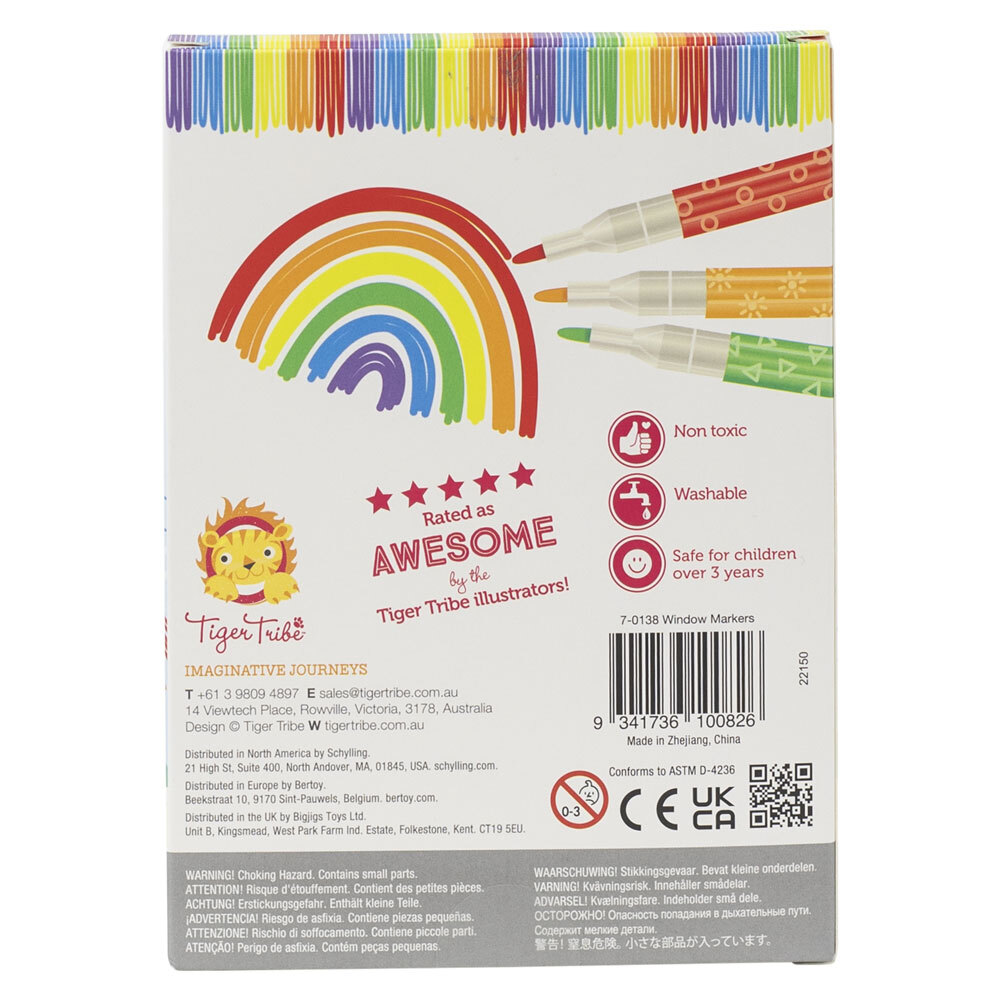 Non toxic
Washable
Safe for children
over 3 years
Rated as
AWESOME
by the
Tiger Tribe illustrators!
Tiger Tribe™
IMAGINATIVE JOURNEYS
T +61 3 9809 4897 E sales@tigertribe.com.au
14 Viewtech Place, Rowville, Victoria, 3178, Australia
Design © Tiger Tribe W tigertribe.com.au
Distributed in North America by Schylling.
21 High St, Suite 400, North Andover, MA, 01845, USA. schylling.com.
Distributed in Europe by Bertoy.
Beekstraat 10, 9170 Sint-Pauwels, Belgium. bertoy.com.
Distributed in the UK by Bigjigs Toys Ltd.
Unit B, Kingsmead, West Park Farm Ind. Estate, Folkestone, Kent. CT19 5EU.
7-0138 Window Markers
22150
9 341736 100826
Made in Zhejiang, China
Conforms to ASTM D-4236
0-3
CE
UK
CA
WARNING! Choking Hazard. Contains small parts.
ATTENTION! Risque d'étouffement. Contient des petites pièces.
ACHTUNG! Erstickungsgefahr. Enthält kleine Teile.
¡ADVERTENCIA! Riesgo de asfixia. Contiene piezas pequeñas.
ATTENZIONE! Rischio di soffocamento. Contiene piccole parti.
ATENÇÃO! Perigo de asfixia. Contém peças pequenas.
WAARSCHUWING! Stikkingsgevaar. Bevat kleine onderdelen.
VARNING! Kvävningsrisk. Innehåller smådelar.
ADVARSEL! Kvælningsfare. Indeholder små dele.
ОСТОРОЖНО! Опасность попадания в дыхательные пути.
Содержит мелкие детали.
警告！窒息危険。小さな部品が入っています。